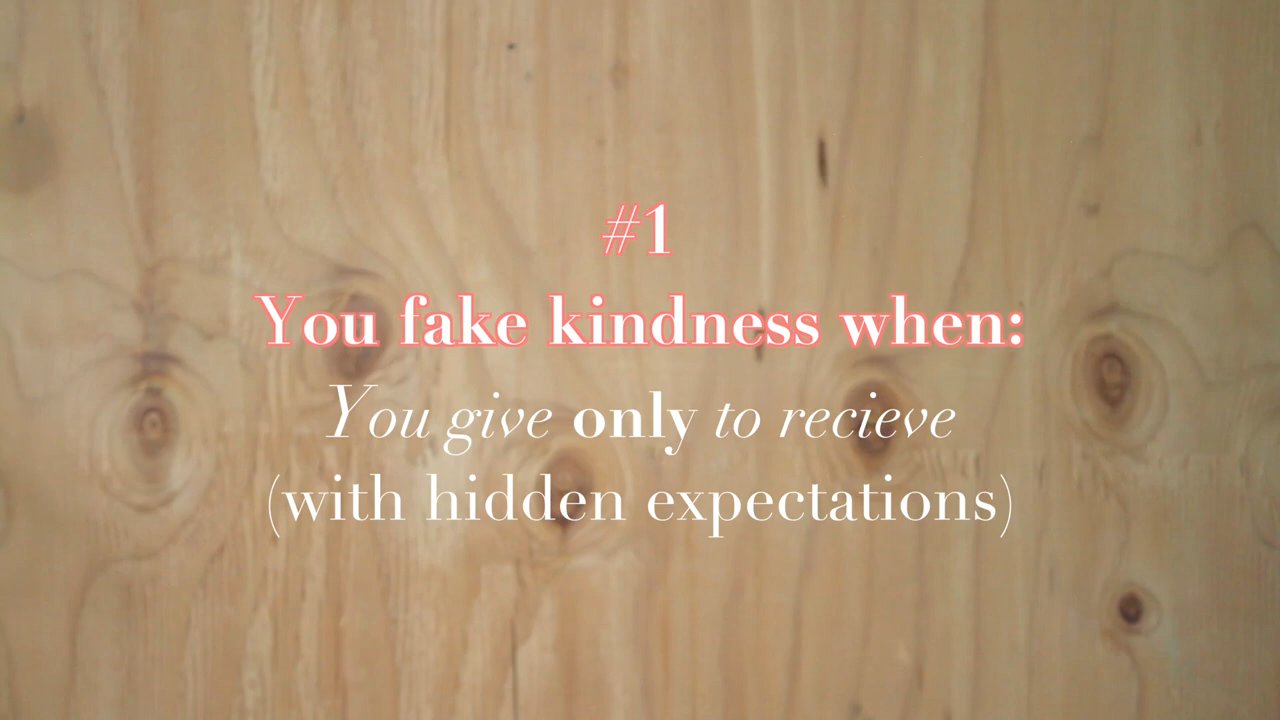 #1
You fake kindness when:
You give only to recieve
(with hidden expectations)